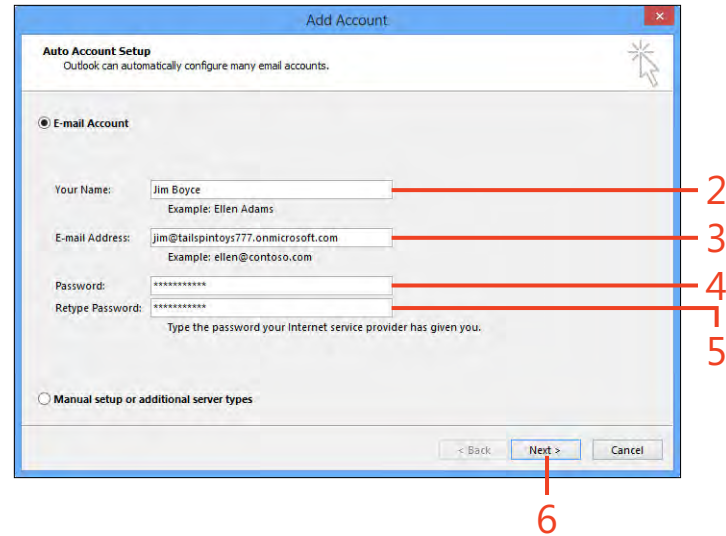 Add Account
×
Auto Account Setup
Outlook can automatically configure many email accounts.
E-mail Account
Your Name: Jim Boyce 2
Example: Ellen Adams
E-mail Address: jim@tailspintoys777.onmicrosoft.com 3
Example: ellen@contoso.com
Password: *********** 4
Retype Password: *********** 5
Type the password your Internet service provider has given you.
Manual setup or additional server types
< Back Next > Cancel
6